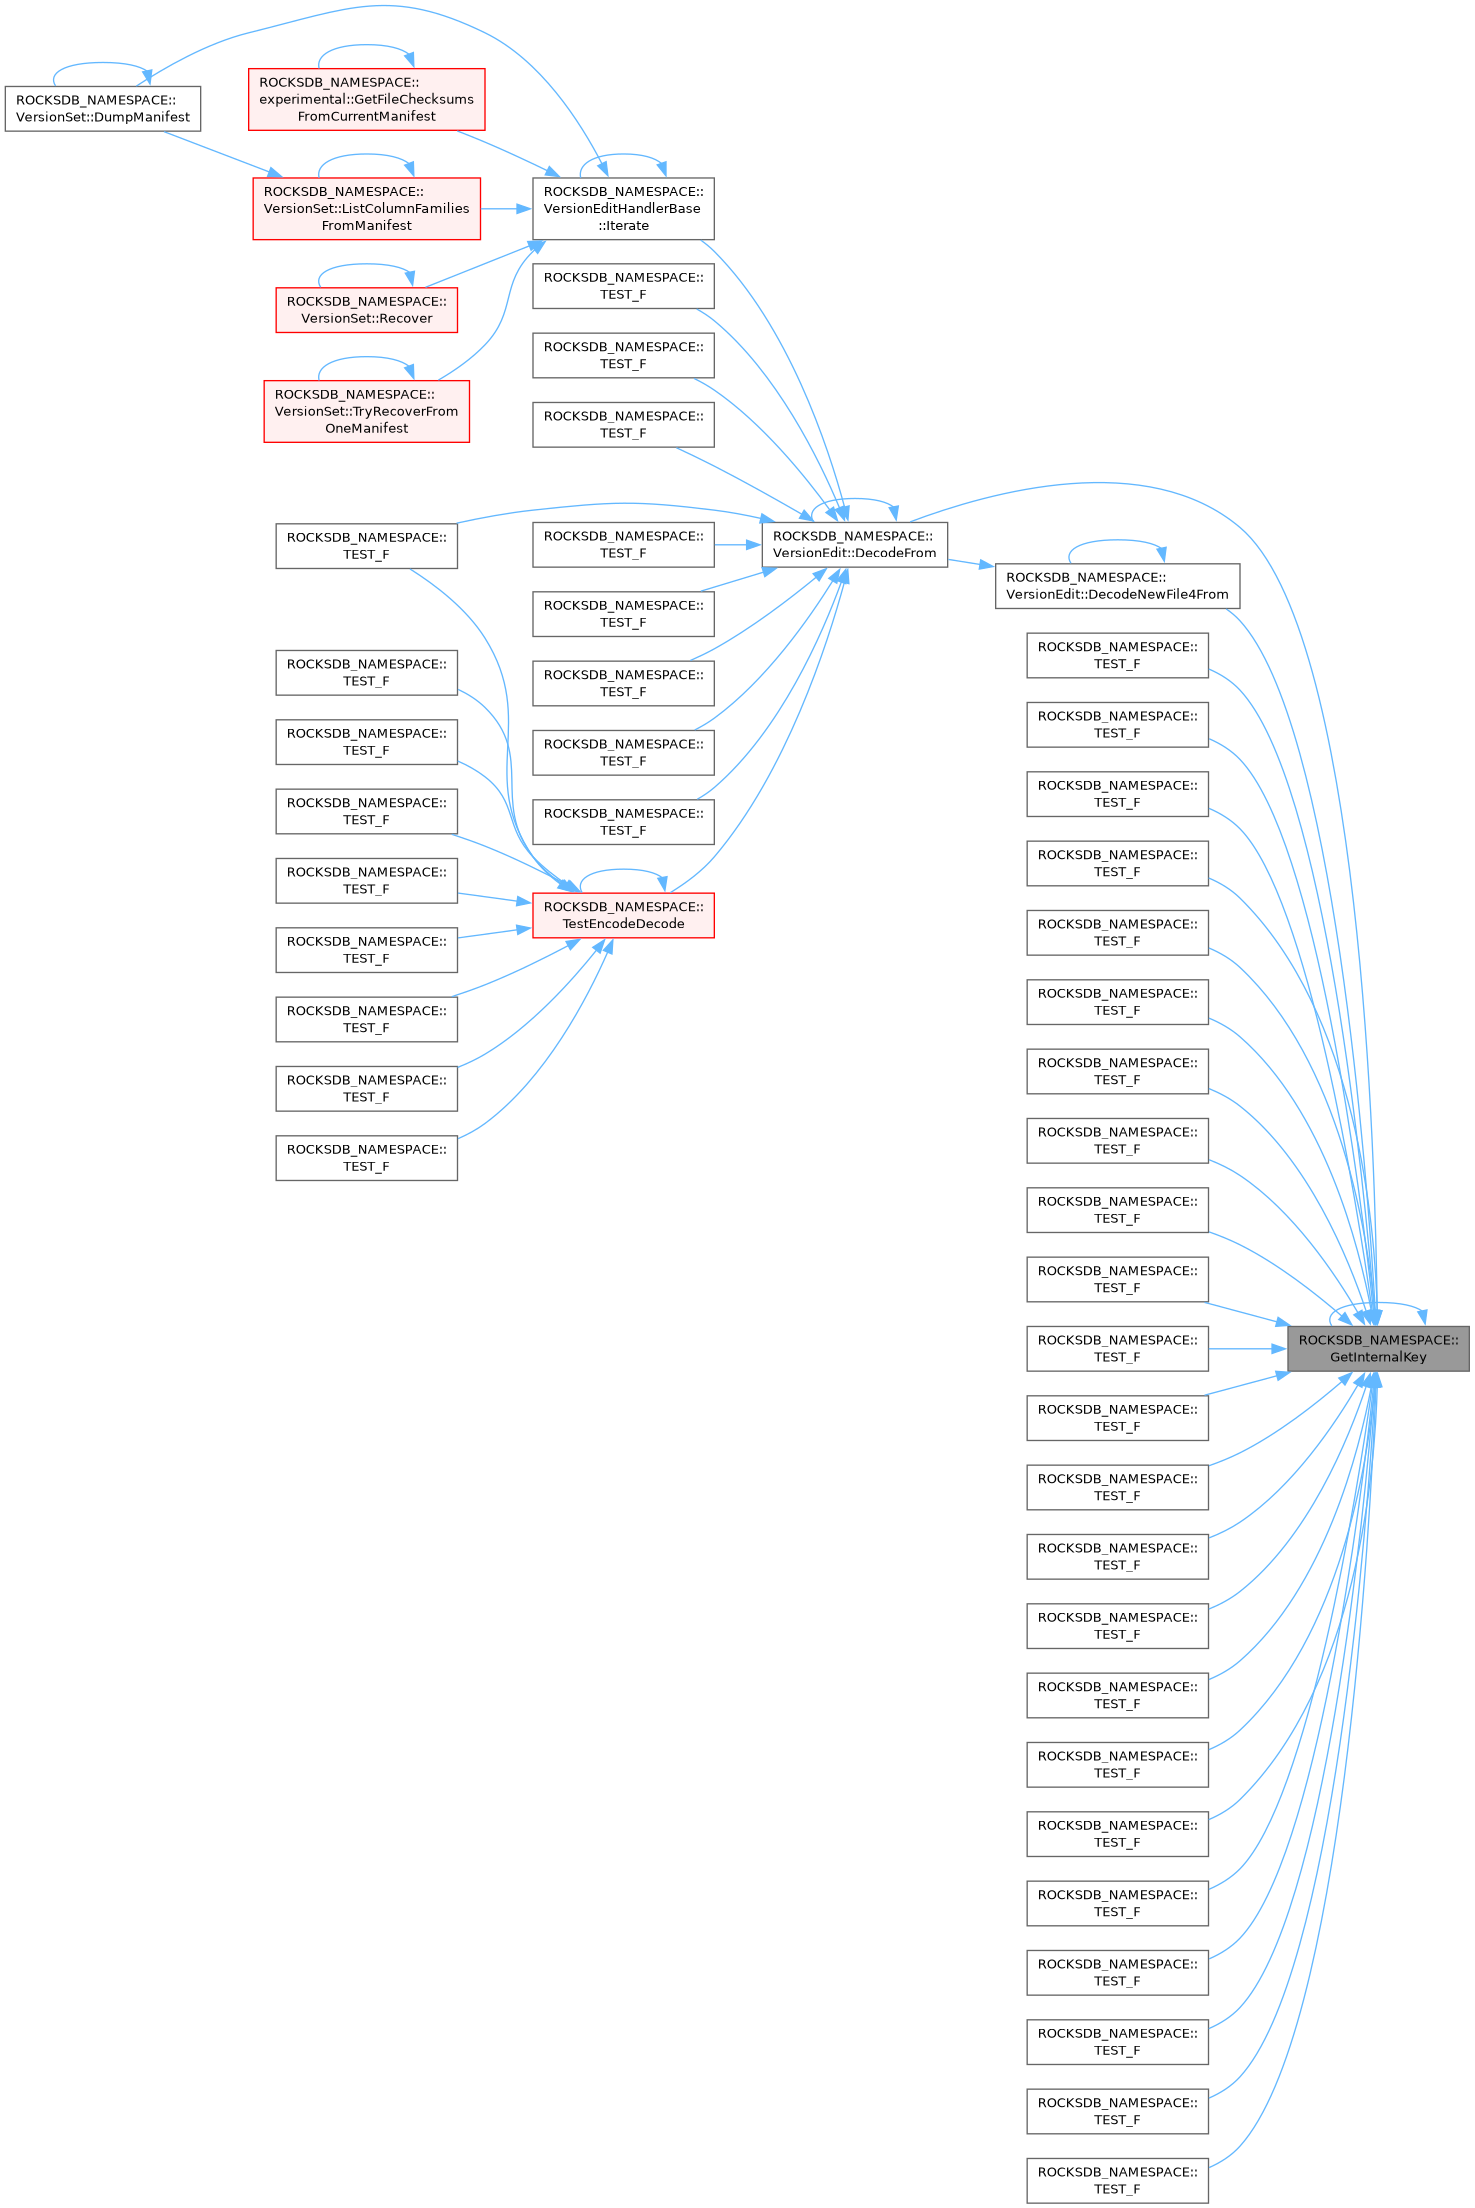 ROCKSDB_NAMESPACE::
VersionSet::DumpManifest
ROCKSDB_NAMESPACE::
experimental::GetFileChecksums
FromCurrentManifest
ROCKSDB_NAMESPACE::
VersionSet::ListColumnFamilies
FromManifest
ROCKSDB_NAMESPACE::
VersionSet::Recover
ROCKSDB_NAMESPACE::
VersionSet::TryRecoverFrom
OneManifest
ROCKSDB_NAMESPACE::
TEST_F
ROCKSDB_NAMESPACE::
TEST_F
ROCKSDB_NAMESPACE::
TEST_F
ROCKSDB_NAMESPACE::
TEST_F
ROCKSDB_NAMESPACE::
TEST_F
ROCKSDB_NAMESPACE::
TEST_F
ROCKSDB_NAMESPACE::
TEST_F
ROCKSDB_NAMESPACE::
TEST_F
ROCKSDB_NAMESPACE::
TEST_F
ROCKSDB_NAMESPACE::
VersionEditHandlerBase
::Iterate
ROCKSDB_NAMESPACE::
TEST_F
ROCKSDB_NAMESPACE::
TEST_F
ROCKSDB_NAMESPACE::
TEST_F
ROCKSDB_NAMESPACE::
TEST_F
ROCKSDB_NAMESPACE::
TEST_F
ROCKSDB_NAMESPACE::
TEST_F
ROCKSDB_NAMESPACE::
TEST_F
ROCKSDB_NAMESPACE::
TEST_F
ROCKSDB_NAMESPACE::
TestEncodeDecode
ROCKSDB_NAMESPACE::
VersionEdit::DecodeFrom
ROCKSDB_NAMESPACE::
VersionEdit::DecodeNewFile4From
ROCKSDB_NAMESPACE::
TEST_F
ROCKSDB_NAMESPACE::
TEST_F
ROCKSDB_NAMESPACE::
TEST_F
ROCKSDB_NAMESPACE::
TEST_F
ROCKSDB_NAMESPACE::
TEST_F
ROCKSDB_NAMESPACE::
TEST_F
ROCKSDB_NAMESPACE::
TEST_F
ROCKSDB_NAMESPACE::
TEST_F
ROCKSDB_NAMESPACE::
TEST_F
ROCKSDB_NAMESPACE::
TEST_F
ROCKSDB_NAMESPACE::
TEST_F
ROCKSDB_NAMESPACE::
TEST_F
ROCKSDB_NAMESPACE::
TEST_F
ROCKSDB_NAMESPACE::
TEST_F
ROCKSDB_NAMESPACE::
TEST_F
ROCKSDB_NAMESPACE::
TEST_F
ROCKSDB_NAMESPACE::
TEST_F
ROCKSDB_NAMESPACE::
TEST_F
ROCKSDB_NAMESPACE::
TEST_F
ROCKSDB_NAMESPACE::
TEST_F
ROCKSDB_NAMESPACE::
TEST_F
ROCKSDB_NAMESPACE::
TEST_F
ROCKSDB_NAMESPACE::
TEST_F
ROCKSDB_NAMESPACE::
GetInternalKey